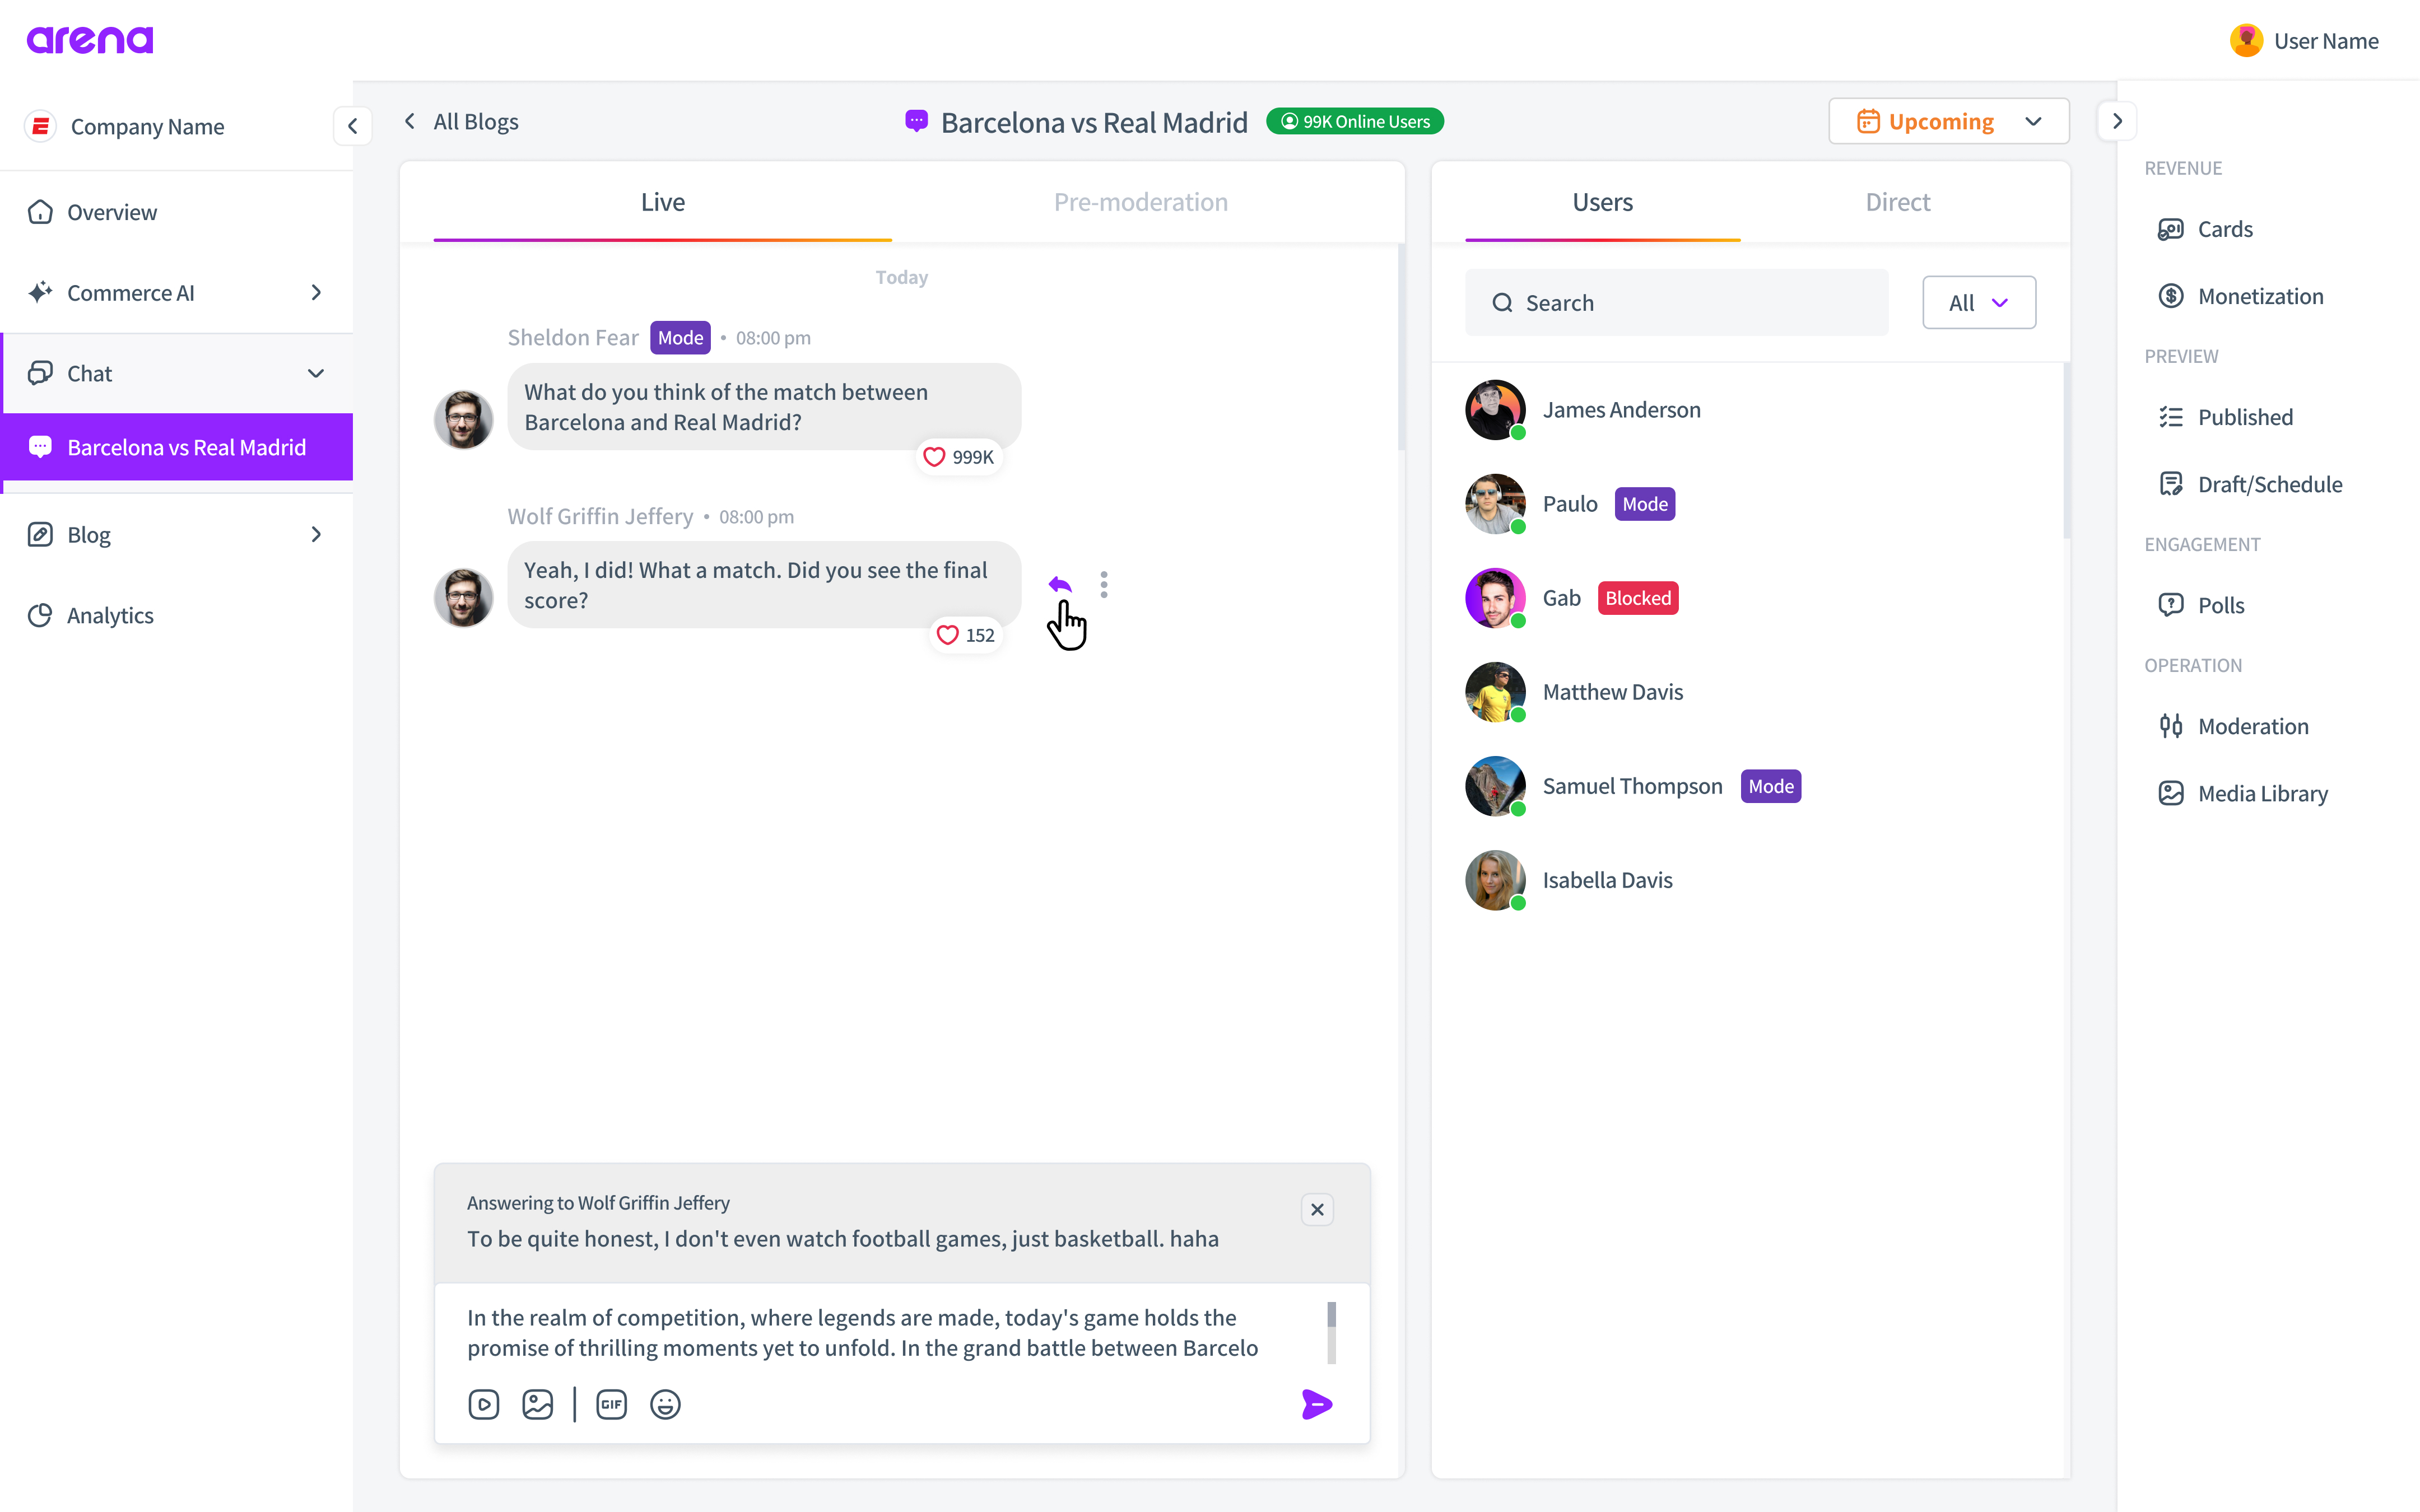 arena
User Name
Company Name
Overview
Commerce AI
Chat
Barcelona vs Real Madrid
Blog
Analytics
All Blogs
Barcelona vs Real Madrid
99K Online Users
Upcoming
Live
Pre-moderation
Today
Sheldon Fear Mode • 08:00 pm
What do you think of the match between
Barcelona and Real Madrid?
999K
Wolf Griffin Jeffery • 08:00 pm
Yeah, I did! What a match. Did you see the final
score?
152
Answering to Wolf Griffin Jeffery
To be quite honest, I don't even watch football games, just basketball. haha
In the realm of competition, where legends are made, today's game holds the
promise of thrilling moments yet to unfold. In the grand battle between Barcelo
GIF
Users
Direct
Search
All
James Anderson
Paulo Mode
Gab Blocked
Matthew Davis
Samuel Thompson Mode
Isabella Davis
REVENUE
Cards
Monetization
PREVIEW
Published
Draft/Schedule
ENGAGEMENT
Polls
OPERATION
Moderation
Media Library